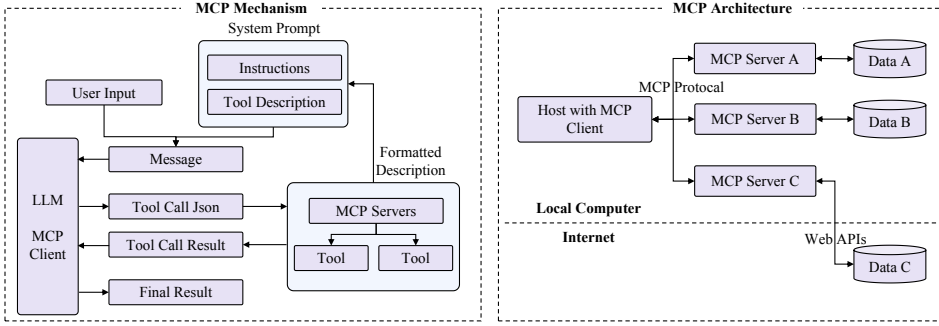 MCP Mechanism
System Prompt
Instructions
Tool Description
User Input
Message
Formatted
Description
LLM
MCP
Client
Tool Call Json
Tool Call Result
Final Result
MCP Servers
Tool
Tool
MCP Architecture
MCP Server A
Data A
MCP Protocal
Host with MCP
Client
MCP Server B
Data B
MCP Server C
Local Computer
Internet
Web APIs
Data C